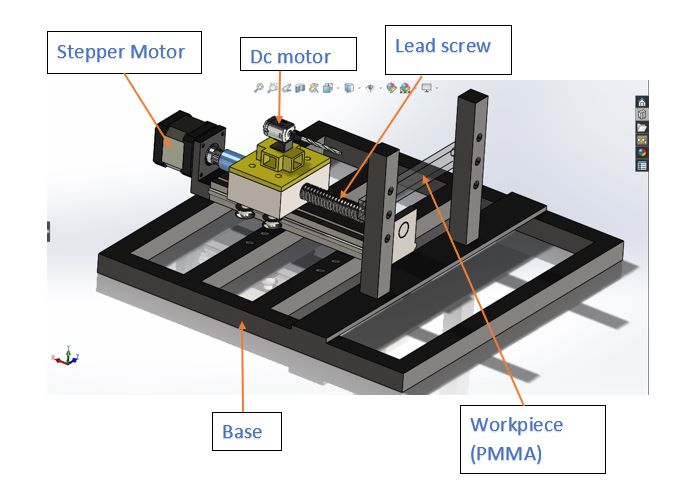 Stepper Motor
Dc motor
Lead screw
Base
Workpiece
(PMMA)